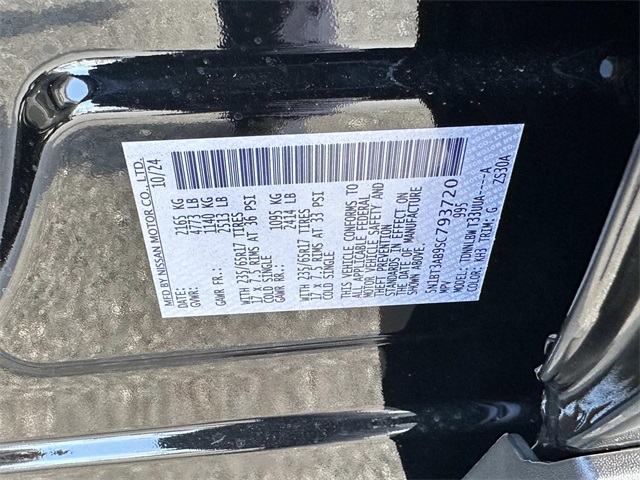 MFD BY NISSAN MOTOR CO., LTD.
DATE: 10/24
GVWR: 2165 KG
4773 LB
GAWR FR.: 1140 KG
2513 LB
WITH 235/65R17 TIRES
17 x 7.5 RIMS AT 36 PSI
COLD SINGLE
GAWR RR.: 1095 KG
2414 LB
WITH 235/65R17 TIRES
17 x 7.5 RIMS AT 33 PSI
COLD SINGLE
THIS VEHICLE CONFORMS TO
ALL APPLICABLE FEDERAL
MOTOR VEHICLE SAFETY AND
THEFT PREVENTION
STANDARDS IN EFFECT ON
THE DATE OF MANUFACTURE
SHOWN ABOVE.
5N1BT3AB9SC793720
MPV 995
MODEL: TDNNLBWT33UUA-----A
COLOR: KH3 TRIM: G ZS30A